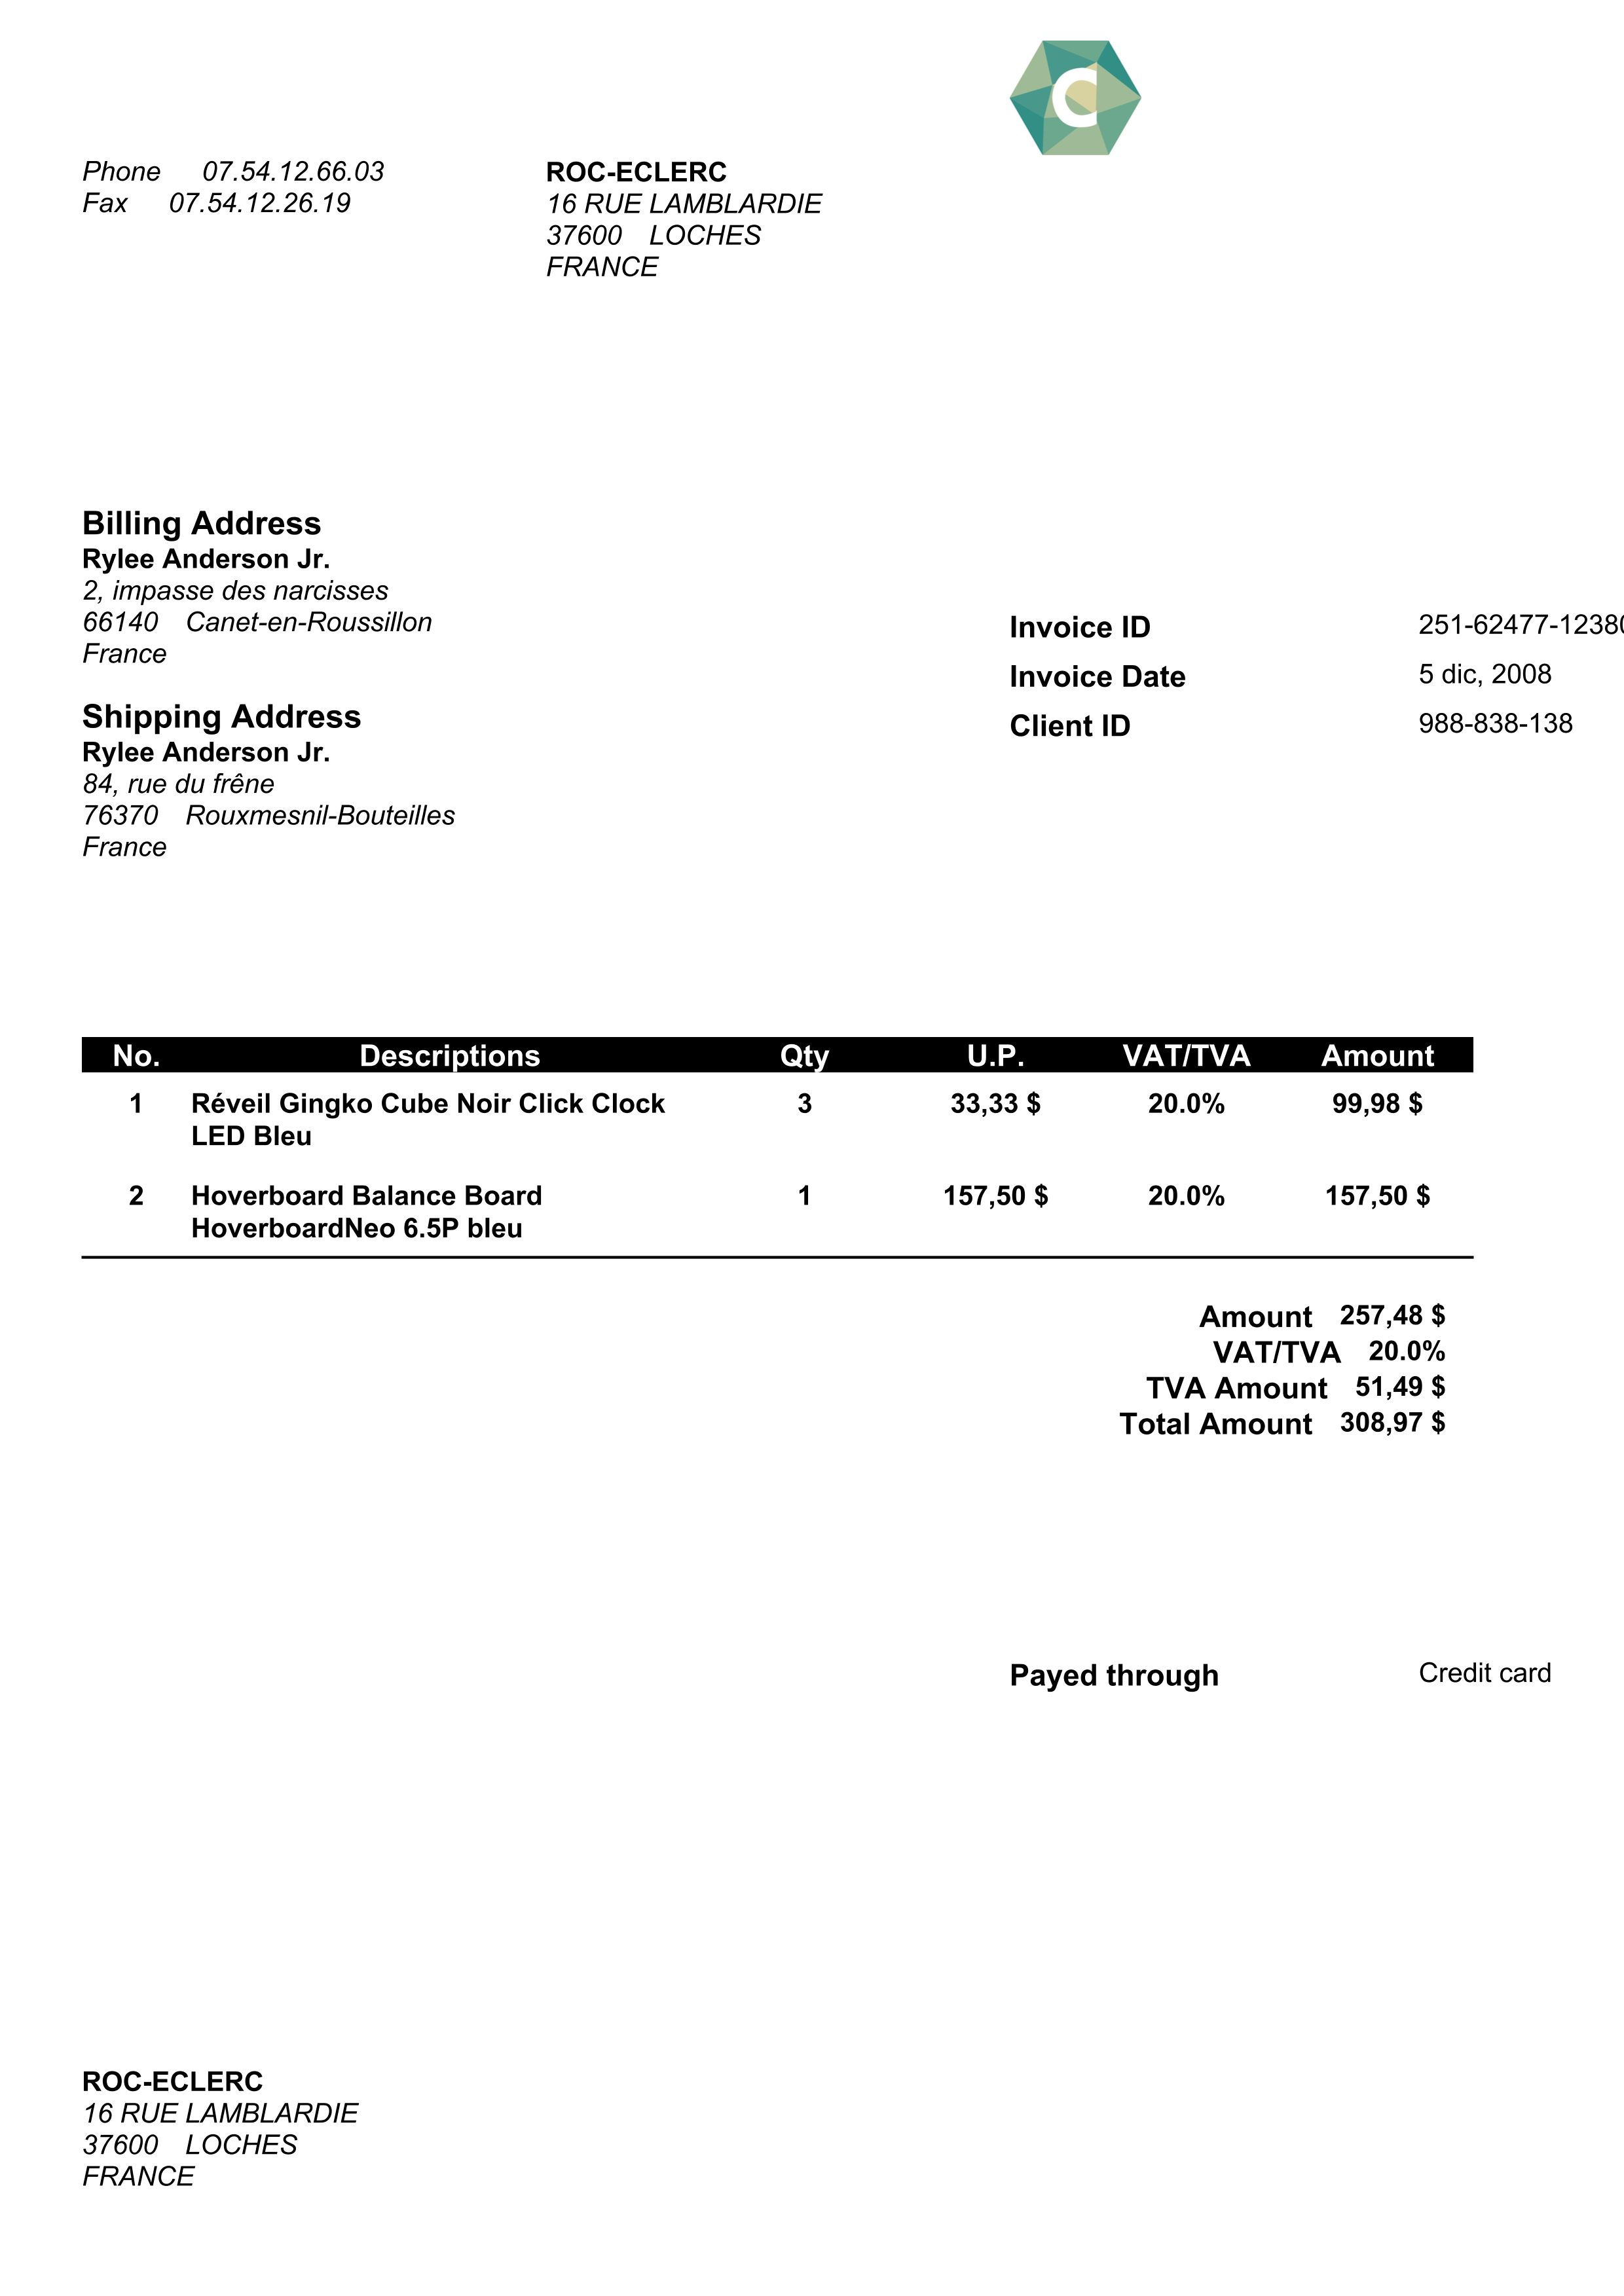 C
Phone 07.54.12.66.03
Fax 07.54.12.26.19
ROC-ECLERC
16 RUE LAMBLARDIE
37600 LOCHES
FRANCE
Billing Address
Rylee Anderson Jr.
2, impasse des narcisses
66140 Canet-en-Roussillon
France
Shipping Address
Rylee Anderson Jr.
84, rue du frêne
76370 Rouxmesnil-Bouteilles
France
Invoice ID 251-62477-12380
Invoice Date 5 dic, 2008
Client ID 988-838-138
No. Descriptions Qty U.P. VAT/TVA Amount
1 Réveil Gingko Cube Noir Click Clock 3 33,33 $ 20.0% 99,98 $
LED Bleu
2 Hoverboard Balance Board 1 157,50 $ 20.0% 157,50 $
HoverboardNeo 6.5P bleu
Amount 257,48 $
VAT/TVA 20.0%
TVA Amount 51,49 $
Total Amount 308,97 $
Payed through Credit card
ROC-ECLERC
16 RUE LAMBLARDIE
37600 LOCHES
FRANCE